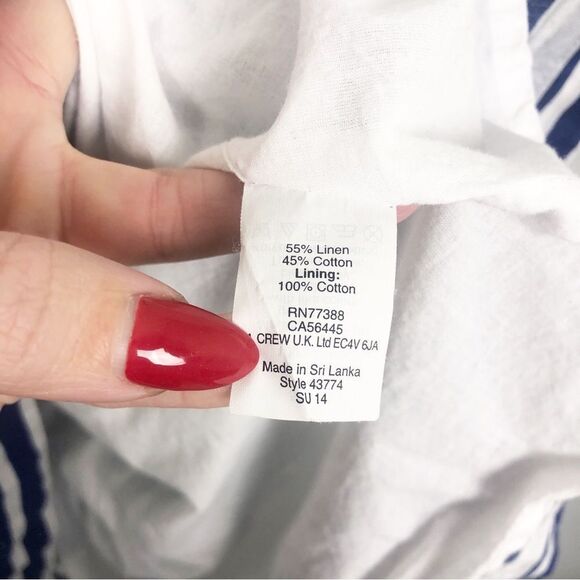 55% Linen
45% Cotton
Lining:
100% Cotton
RN77388
CA56445
CREW U.K. Ltd EC4V 6JA
Made in Sri Lanka
Style 43774
SU 14